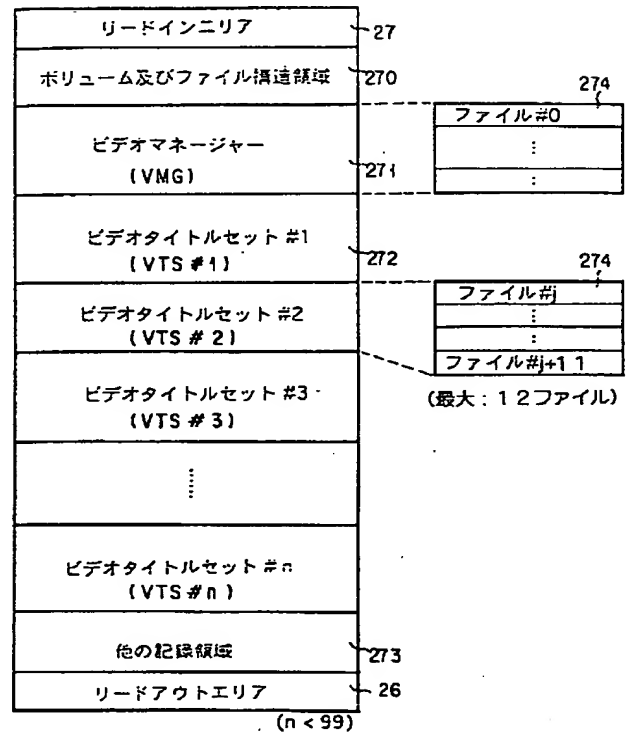 リードインエリア
27
ボリューム及びファイル構造領域
270
274
ファイル#0
ビデオマネージャー
(VMG)
271
ビデオタイトルセット #1
(VTS #1)
272
274
ファイル#j
ビデオタイトルセット #2
(VTS # 2)
ファイル#j+1 1
(最大：1 2ファイル)
ビデオタイトルセット #3
(VTS # 3)
ビデオタイトルセット #n
(VTS #n)
他の記録領域
273
リードアウトエリア
26
(n < 99)